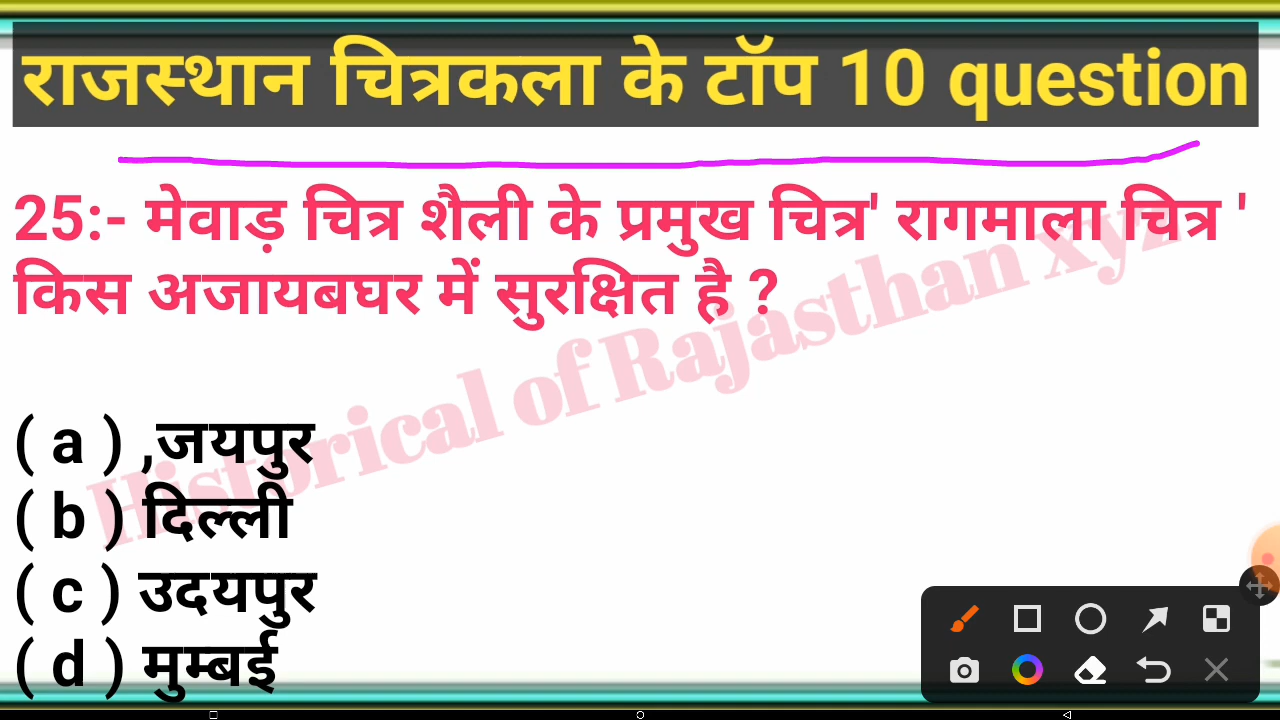 राजस्थान चित्रकला के टॉप 10 question
25:- मेवाड़ चित्र शैली के प्रमुख चित्र' रागमाला चित्र '
किस अजायबघर में सुरक्षित है ?
Historical of Rajasthan xyz
( a ) ,जयपुर
( b ) दिल्ली
( c ) उदयपुर
( d ) मुम्बई